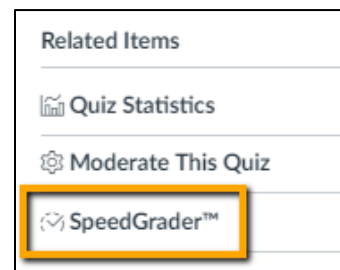 Related Items
Quiz Statistics
Moderate This Quiz
SpeedGrader™